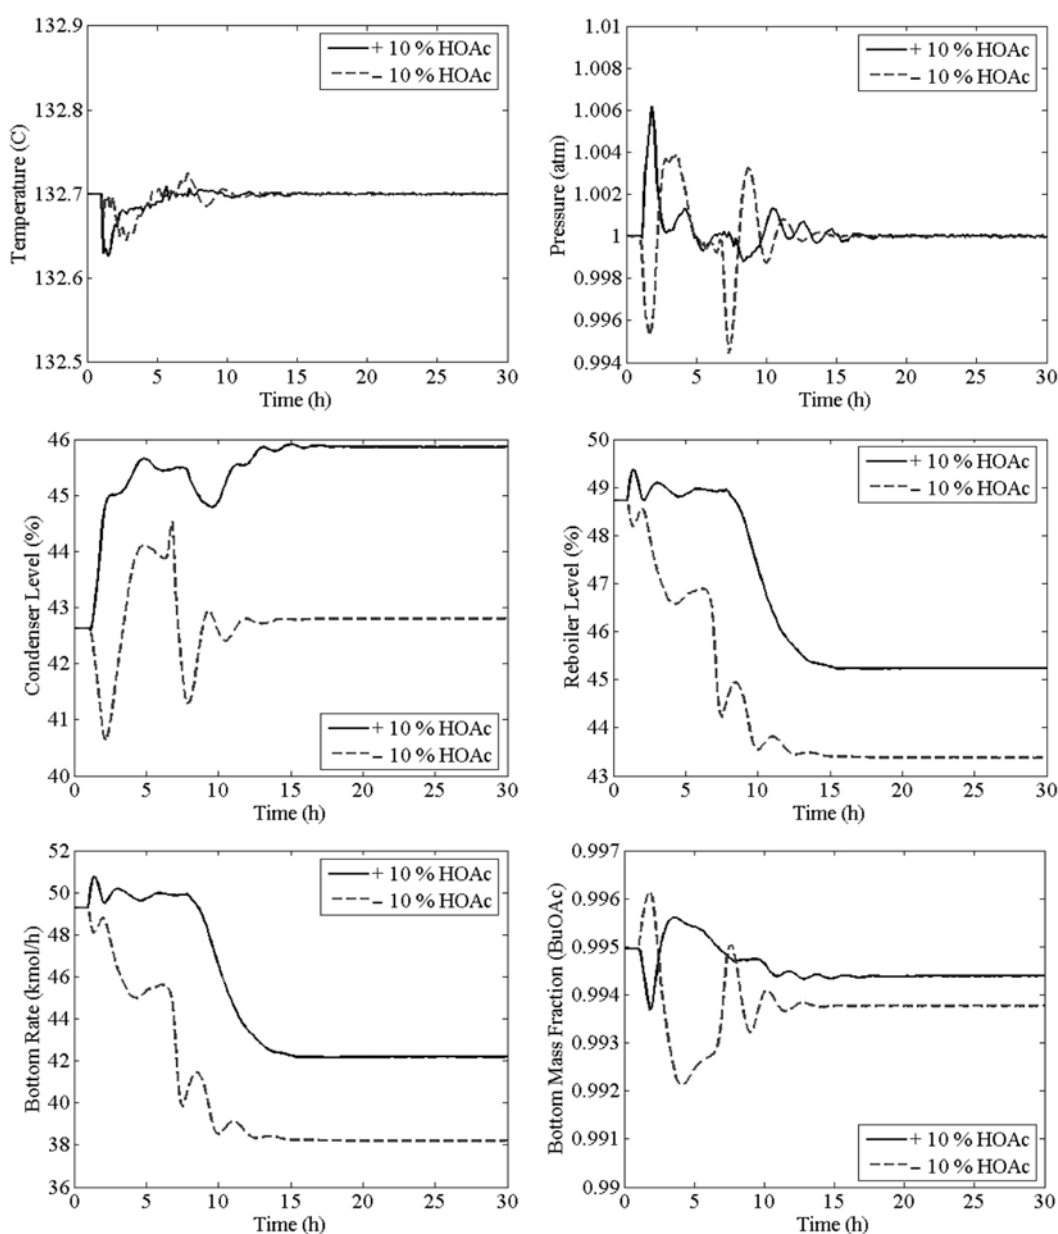 132.9
132.8
132.7
132.6
132.5
Temperature (C)
+ 10 % HOAc
– 10 % HOAc
0 5 10 15 20 25 30
Time (h)
1.01
1.008
1.006
1.004
1.002
1
0.998
0.996
0.994
Pressure (atm)
+ 10 % HOAc
– 10 % HOAc
0 5 10 15 20 25 30
Time (h)
46
45
44
43
42
41
40
Condenser Level (%)
+ 10 % HOAc
– 10 % HOAc
0 5 10 15 20 25 30
Time (h)
50
49
48
47
46
45
44
43
Reboiler Level (%)
+ 10 % HOAc
– 10 % HOAc
0 5 10 15 20 25 30
Time (h)
52
50
48
46
44
42
40
38
36
Bottom Rate (kmol/h)
+ 10 % HOAc
– 10 % HOAc
0 5 10 15 20 25 30
Time (h)
0.997
0.996
0.995
0.994
0.993
0.992
0.991
0.99
Bottom Mass Fraction (BuOAc)
+ 10 % HOAc
– 10 % HOAc
0 5 10 15 20 25 30
Time (h)